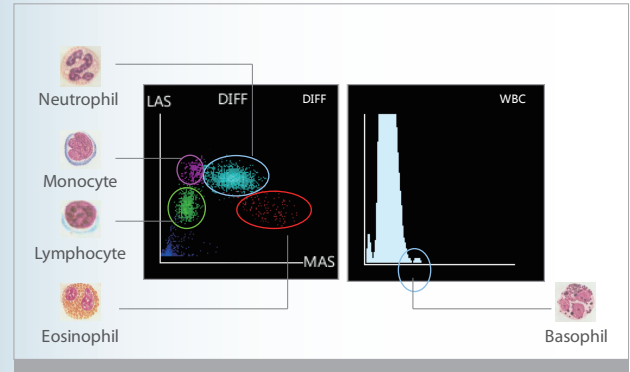 Neutrophil
Monocyte
Lymphocyte
Eosinophil
LAS
DIFF
DIFF
MAS
WBC
Basophil